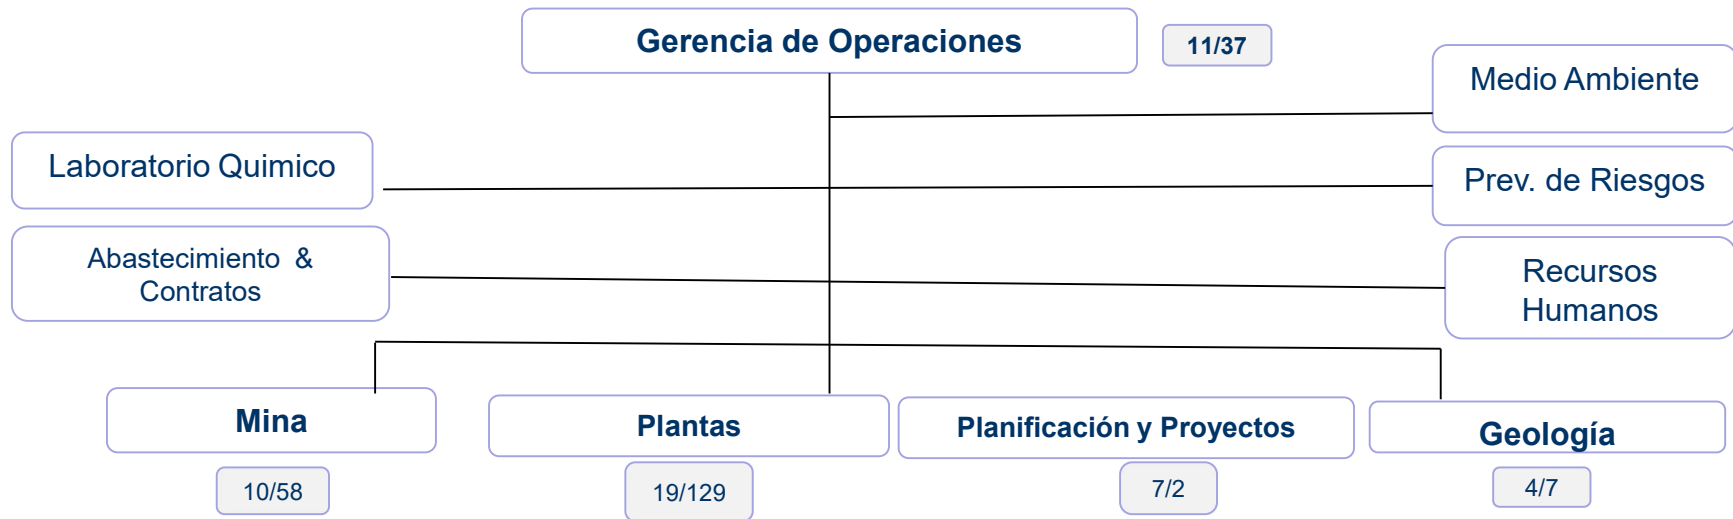 Gerencia de Operaciones
11/37
Medio Ambiente
Laboratorio Quimico
Prev. de Riesgos
Abastecimiento &
Contratos
Recursos
Humanos
Mina
Plantas
Planificación y Proyectos
Geología
10/58
19/129
7/2
4/7